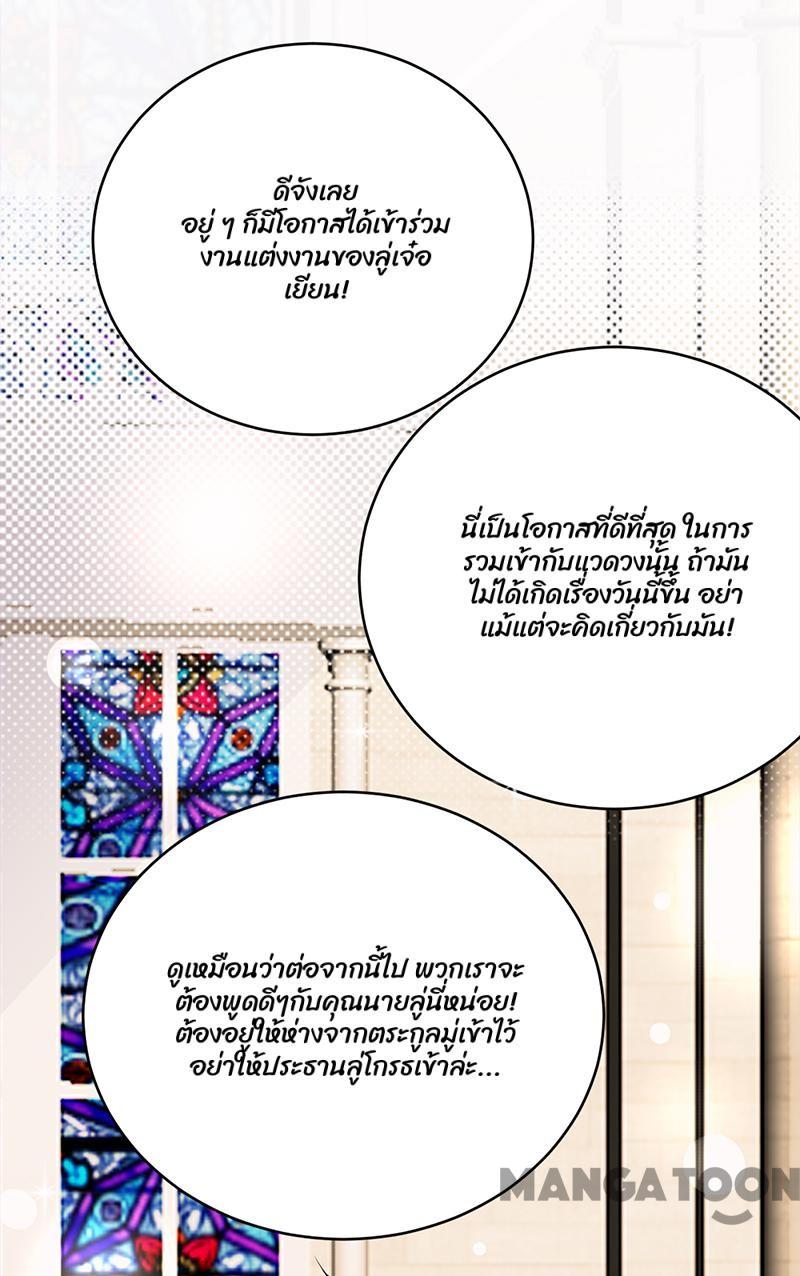 ดีจังเลย
อยู่ ๆ ก็มีโอกาสได้เข้าร่วม
งานแต่งงานของลู่เจ๋อ
เยียน!
นี่เป็นโอกาสที่ดีที่สุด ในการ
รวมเข้ากับแวดวงนั้น ถ้ามัน
ไม่ได้เกิดเรื่องวันนี้ขึ้น อย่า
แม้แต่จะคิดเกี่ยวกับมัน!
ดูเหมือนว่าต่อจากนี้ไป พวกเราจะ
ต้องพูดดีๆกับคุณนายลู่นี่หน่อย!
ต้องอยู่ให้ห่างจากตระกูลมู่เข้าไว้
อย่าให้ประธานลู่โกรธเข้าล่ะ...
MANGATOON